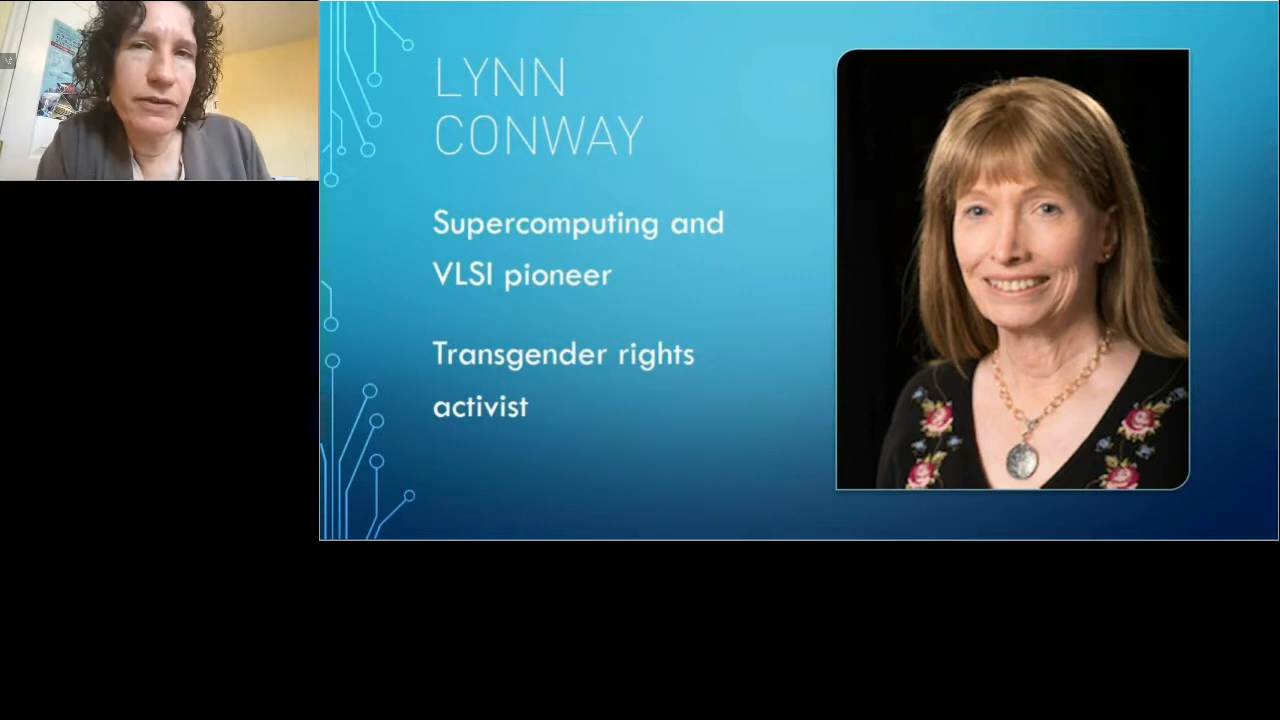 LYNN
CONWAY
Supercomputing and
VLSI pioneer
Transgender rights
activist